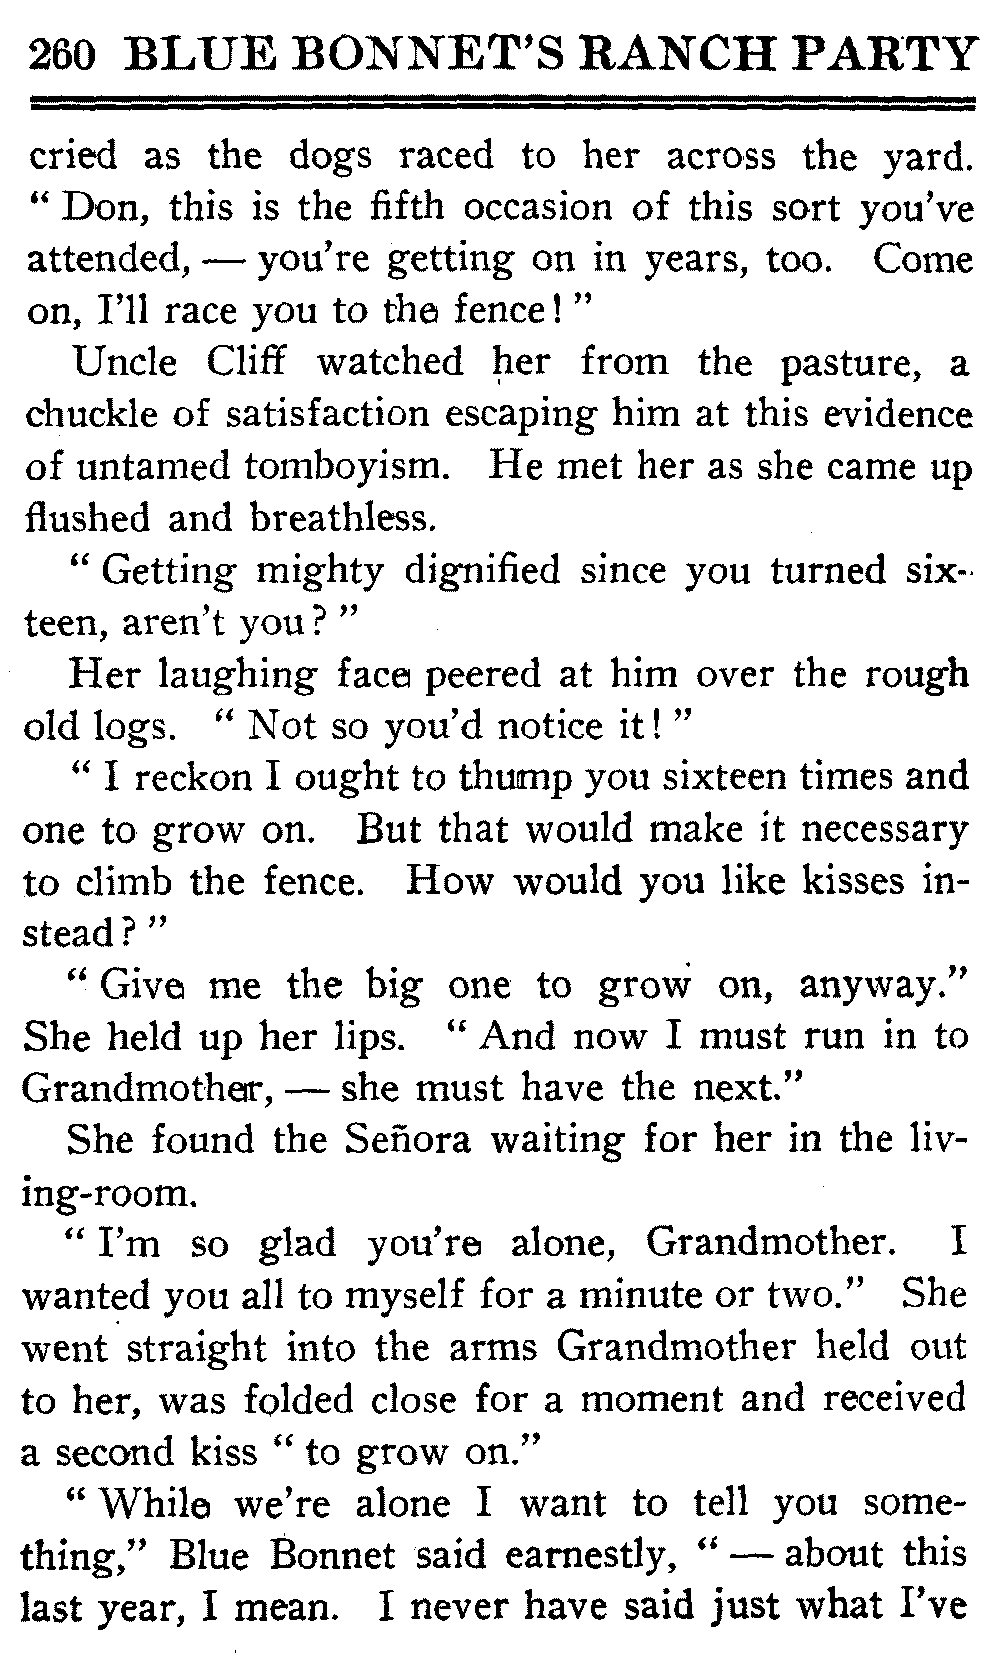 260 BLUE BONNET'S RANCH PARTY
cried as the dogs raced to her across the yard.
" Don, this is the fifth occasion of this sort you've
attended, — you're getting on in years, too. Come
on, I'll race you to the fence! "
Uncle Cliff watched her from the pasture, a
chuckle of satisfaction escaping him at this evidence
of untamed tomboyism. He met her as she came up
flushed and breathless.
" Getting mighty dignified since you turned six-
teen, aren't you? "
Her laughing face peered at him over the rough
old logs. " Not so you'd notice it! "
" I reckon I ought to thump you sixteen times and
one to grow on. But that would make it necessary
to climb the fence. How would you like kisses in-
stead? "
" Give me the big one to grow on, anyway."
She held up her lips. " And now I must run in to
Grandmother, — she must have the next."
She found the Señora waiting for her in the liv-
ing-room.
" I'm so glad you're alone, Grandmother. I
wanted you all to myself for a minute or two." She
went straight into the arms Grandmother held out
to her, was folded close for a moment and received
a second kiss " to grow on."
" While we're alone I want to tell you some-
thing," Blue Bonnet said earnestly, " — about this
last year, I mean. I never have said just what I've